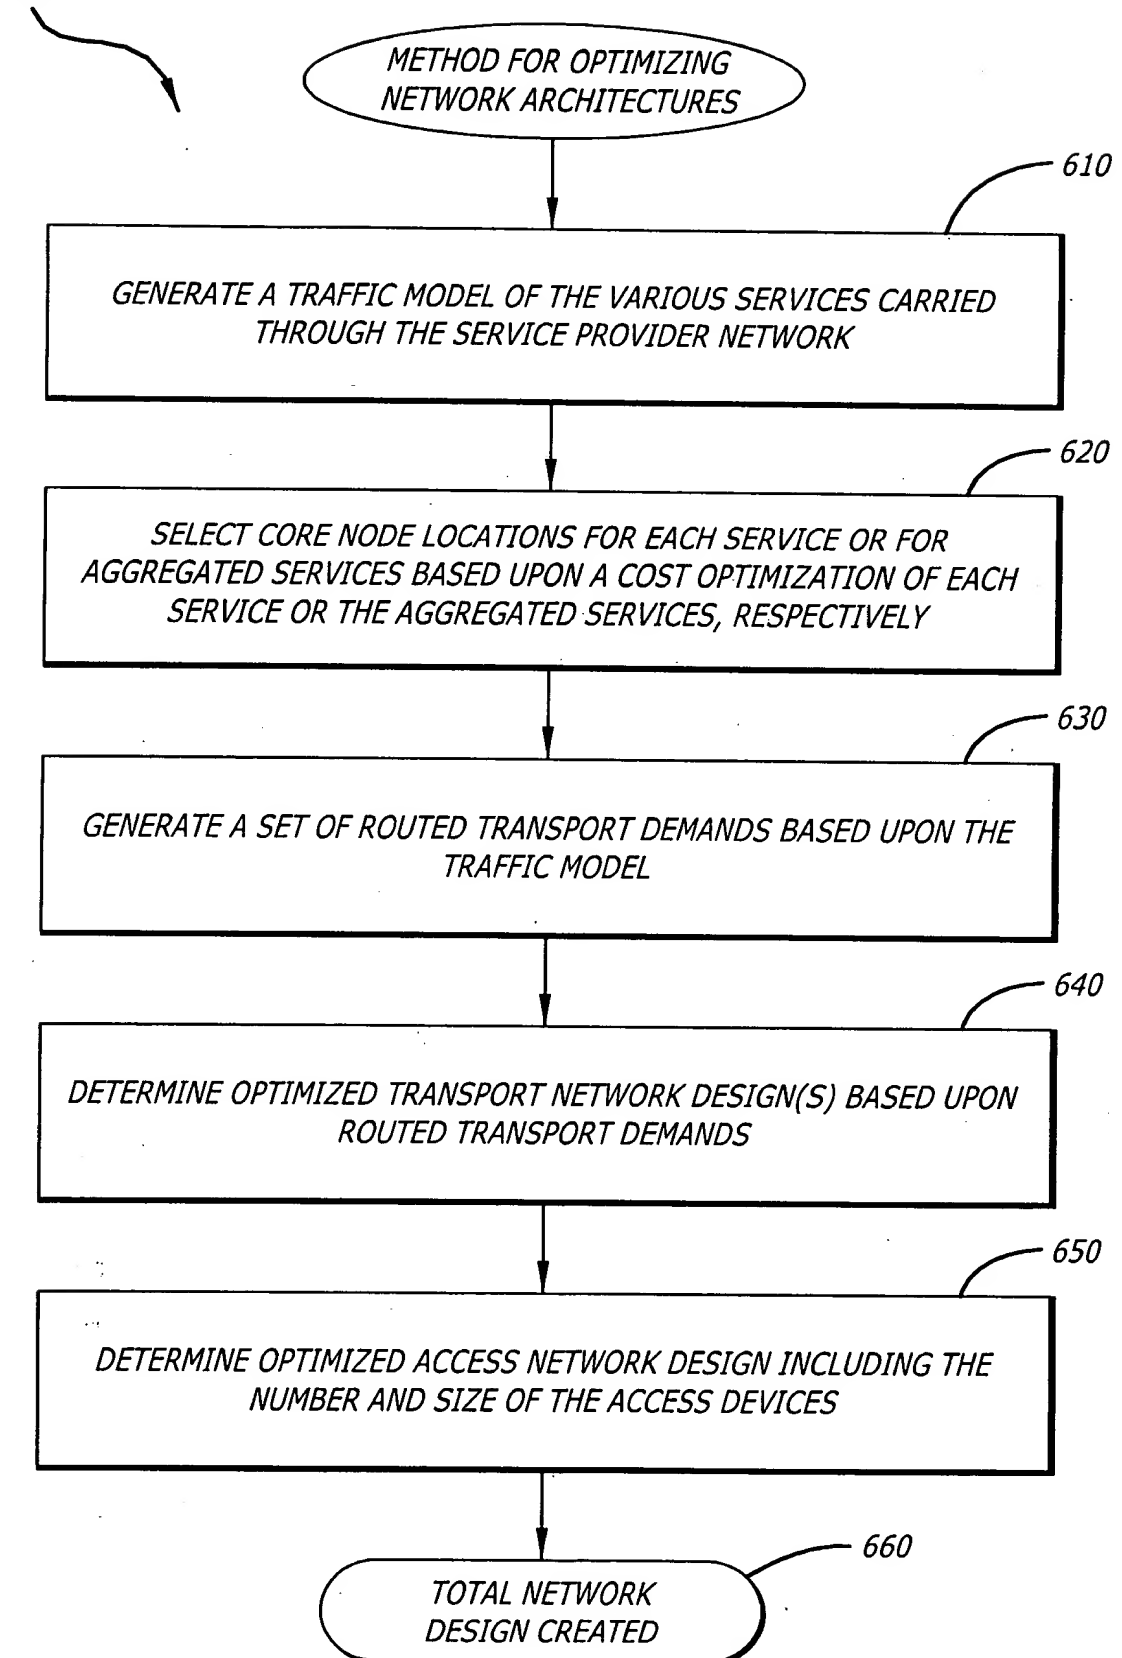 METHOD FOR OPTIMIZING
NETWORK ARCHITECTURES
610
GENERATE A TRAFFIC MODEL OF THE VARIOUS SERVICES CARRIED
THROUGH THE SERVICE PROVIDER NETWORK
620
SELECT CORE NODE LOCATIONS FOR EACH SERVICE OR FOR
AGGREGATED SERVICES BASED UPON A COST OPTIMIZATION OF EACH
SERVICE OR THE AGGREGATED SERVICES, RESPECTIVELY
630
GENERATE A SET OF ROUTED TRANSPORT DEMANDS BASED UPON THE
TRAFFIC MODEL
640
DETERMINE OPTIMIZED TRANSPORT NETWORK DESIGN(S) BASED UPON
ROUTED TRANSPORT DEMANDS
650
DETERMINE OPTIMIZED ACCESS NETWORK DESIGN INCLUDING THE
NUMBER AND SIZE OF THE ACCESS DEVICES
660
TOTAL NETWORK
DESIGN CREATED